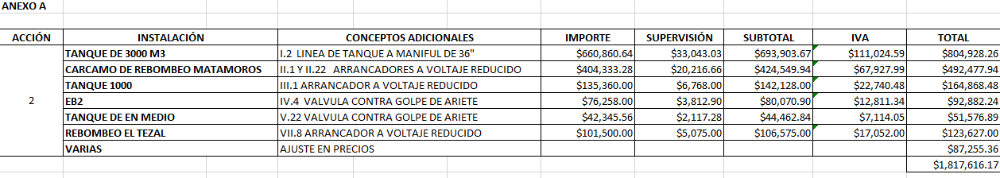 ANEXO A
ACCIÓN INSTALACIÓN CONCEPTOS ADICIONALES IMPORTE SUPERVISIÓN SUBTOTAL IVA TOTAL
TANQUE DE 3000 M3 I.2 LINEA DE TANQUE A MANIFUL DE 36" $660,860.64 $33,043.03 $693,903.67 $111,024.59 $804,928.26
CARCAMO DE REBOMBEO MATAMOROS II.1 Y II.22 ARRANCADORES A VOLTAJE REDUCIDO $404,333.28 $20,216.66 $424,549.94 $67,927.99 $492,477.94
TANQUE 1000 III.1 ARRANCADOR A VOLTAJE REDUCIDO $135,360.00 $6,768.00 $142,128.00 $22,740.48 $164,868.48
2 EB2 IV.4 VALVULA CONTRA GOLPE DE ARIETE $76,258.00 $3,812.90 $80,070.90 $12,811.34 $92,882.24
TANQUE DE EN MEDIO V.22 VALVULA CONTRA GOLPE DE ARIETE $42,345.56 $2,117.28 $44,462.84 $7,114.05 $51,576.89
REBOMBEO EL TEZAL VII.8 ARRANCADOR A VOLTAJE REDUCIDO $101,500.00 $5,075.00 $106,575.00 $17,052.00 $123,627.00
VARIAS AJUSTE EN PRECIOS $87,255.36
$1,817,616.17